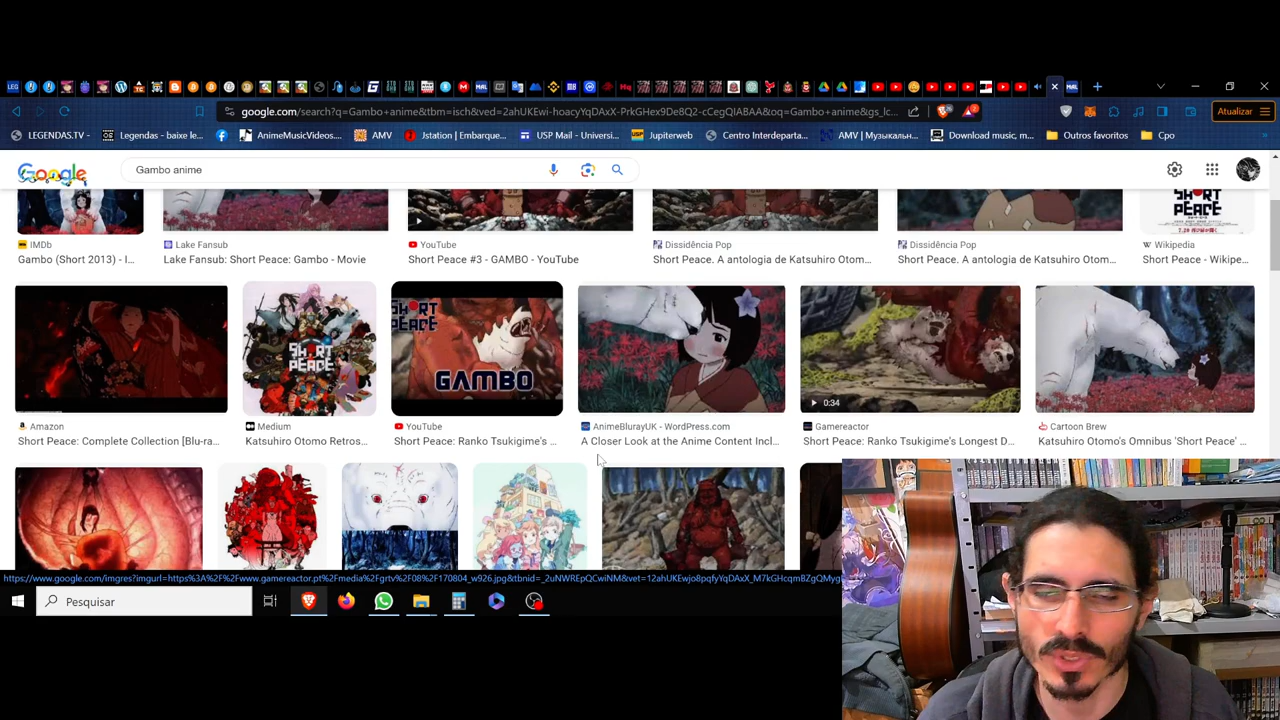 google.com/search?q=Gambo+anime&tbm=isch&ved=2ahUKEwi-hoacyYqDAxX-PrkGHex9De8Q2-cCegQIABAA&oq=Gambo+anime&gs_lc...
Atualizar
LEGENDAS.TV -
Legendas - baixe le...
AnimeMusicVideos....
AMV
Jstation | Embarque...
USP Mail - Universi...
Jupiterweb
Centro Interdeparta...
AMV | Музыкальн...
Download music, m...
Outros favoritos
Cpo
Google
Gambo anime
IMDb
Gambo (Short 2013) - I...
Lake Fansub
Lake Fansub: Short Peace: Gambo - Movie
YouTube
Short Peace #3 - GAMBO - YouTube
Dissidência Pop
Short Peace. A antologia de Katsuhiro Otom...
Dissidência Pop
Short Peace. A antologia de Katsuhiro Otom...
SHORT
PEACE
Wikipedia
Short Peace - Wikipe...
SHORT
PEACE
SHORT
PEACE
GAMBO
0:34
Amazon
Short Peace: Complete Collection [Blu-ra...
Medium
Katsuhiro Otomo Retros...
YouTube
Short Peace: Ranko Tsukigime's ...
AnimeBlurayUK - WordPress.com
A Closer Look at the Anime Content Incl...
Gamereactor
Short Peace: Ranko Tsukigime's Longest D...
Cartoon Brew
Katsuhiro Otomo's Omnibus 'Short Peace' ...
Pesquisar